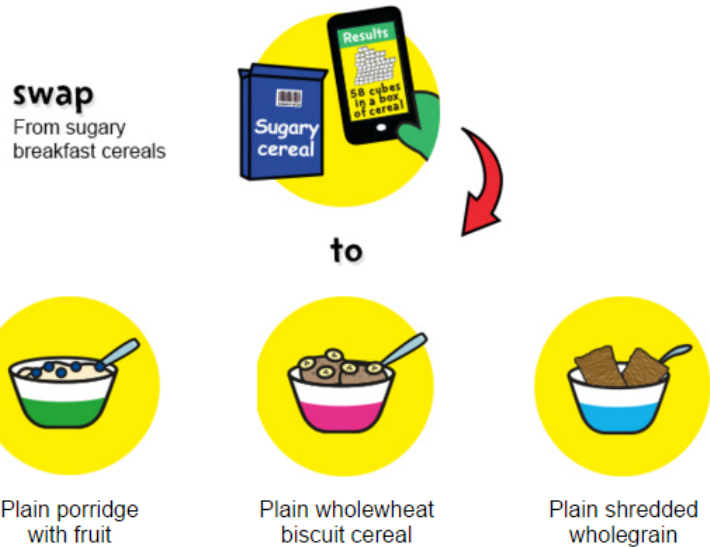 swap
From sugary
breakfast cereals
Sugary
cereal
Results
58 cubes
in a box
of cereal
to
Plain porridge
with fruit
Plain wholewheat
biscuit cereal
Plain shredded
wholegrain